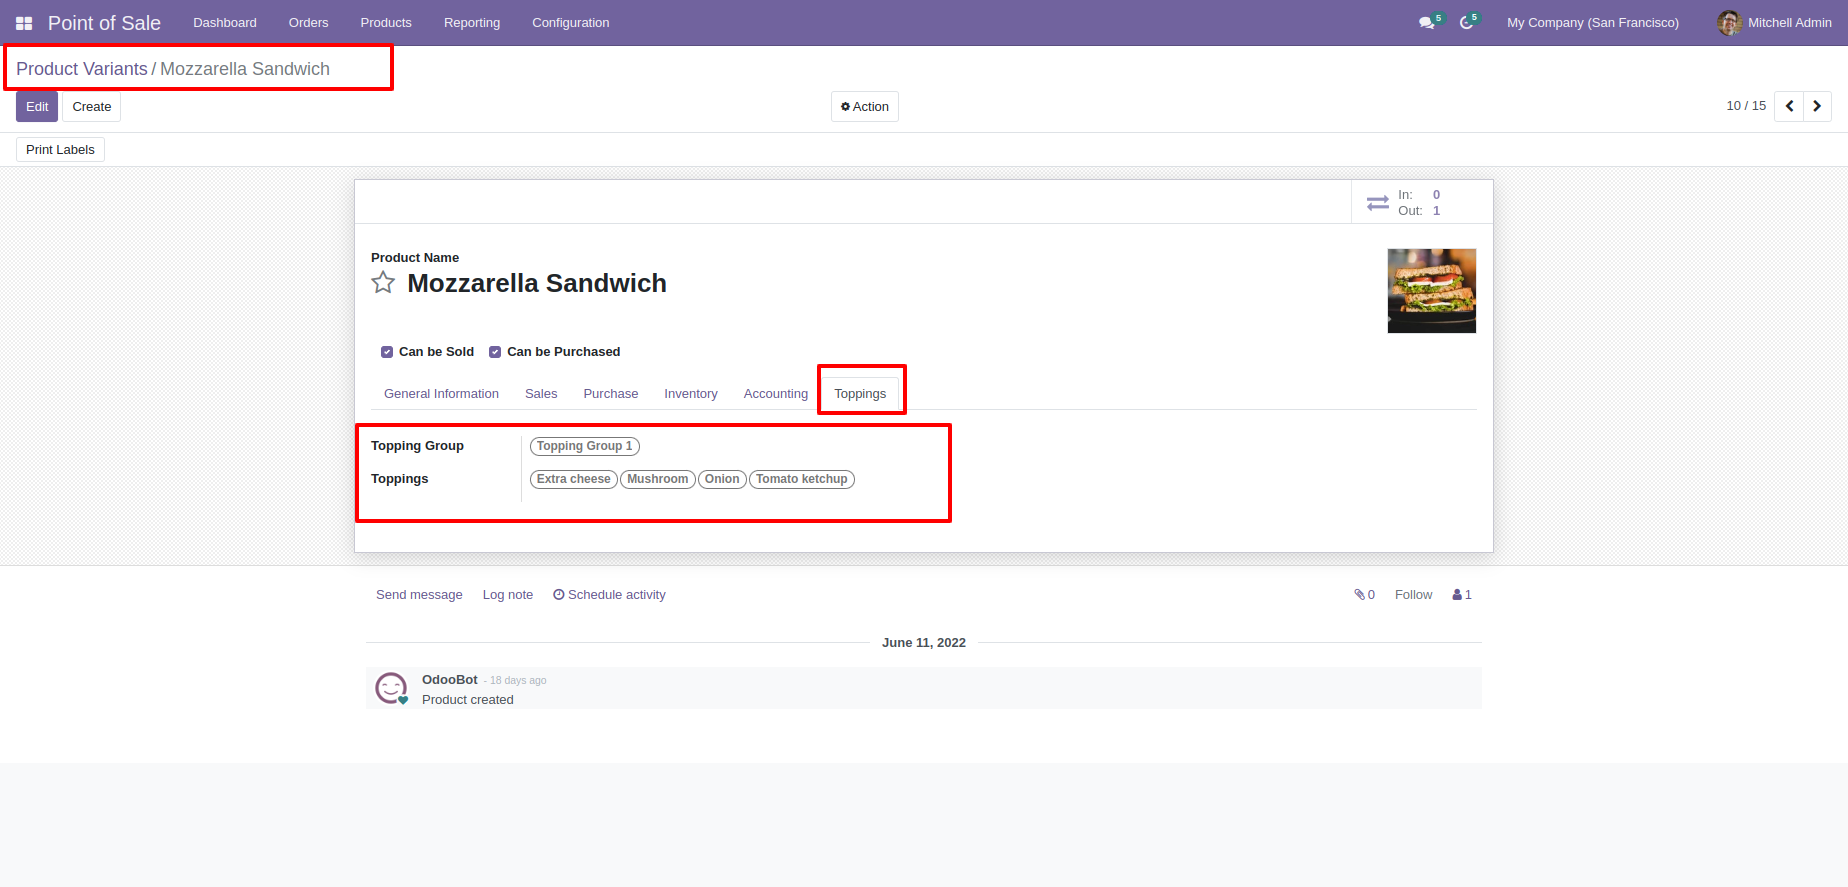 Point of Sale Dashboard Orders Products Reporting Configuration 5 5 My Company (San Francisco) Mitchell Admin
Product Variants / Mozzarella Sandwich
Edit Create Action 10 / 15
Print Labels
In: 0
Out: 1
Product Name
Mozzarella Sandwich
Can be Sold Can be Purchased
General Information Sales Purchase Inventory Accounting Toppings
Topping Group Topping Group 1
Toppings Extra cheese Mushroom Onion Tomato ketchup
Send message Log note Schedule activity 0 Follow 1
June 11, 2022
OdooBot - 18 days ago
Product created